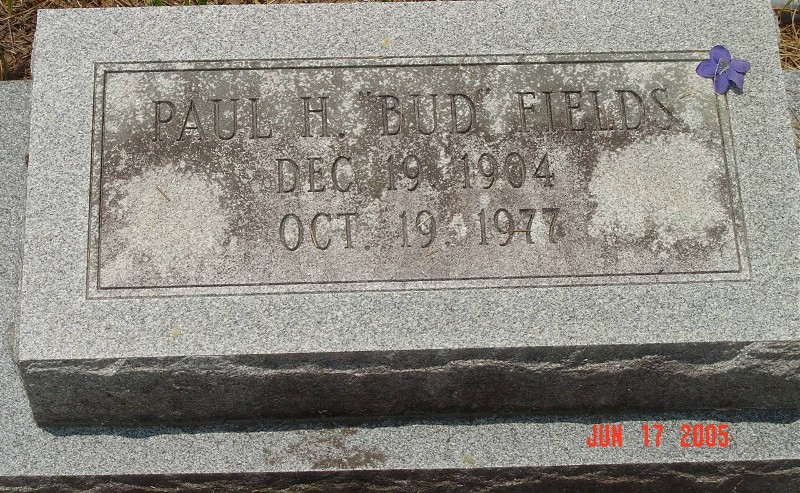 PAUL H. "BUD" FIELDS
DEC. 19, 1904
OCT. 19, 1977
JUN 17 2005